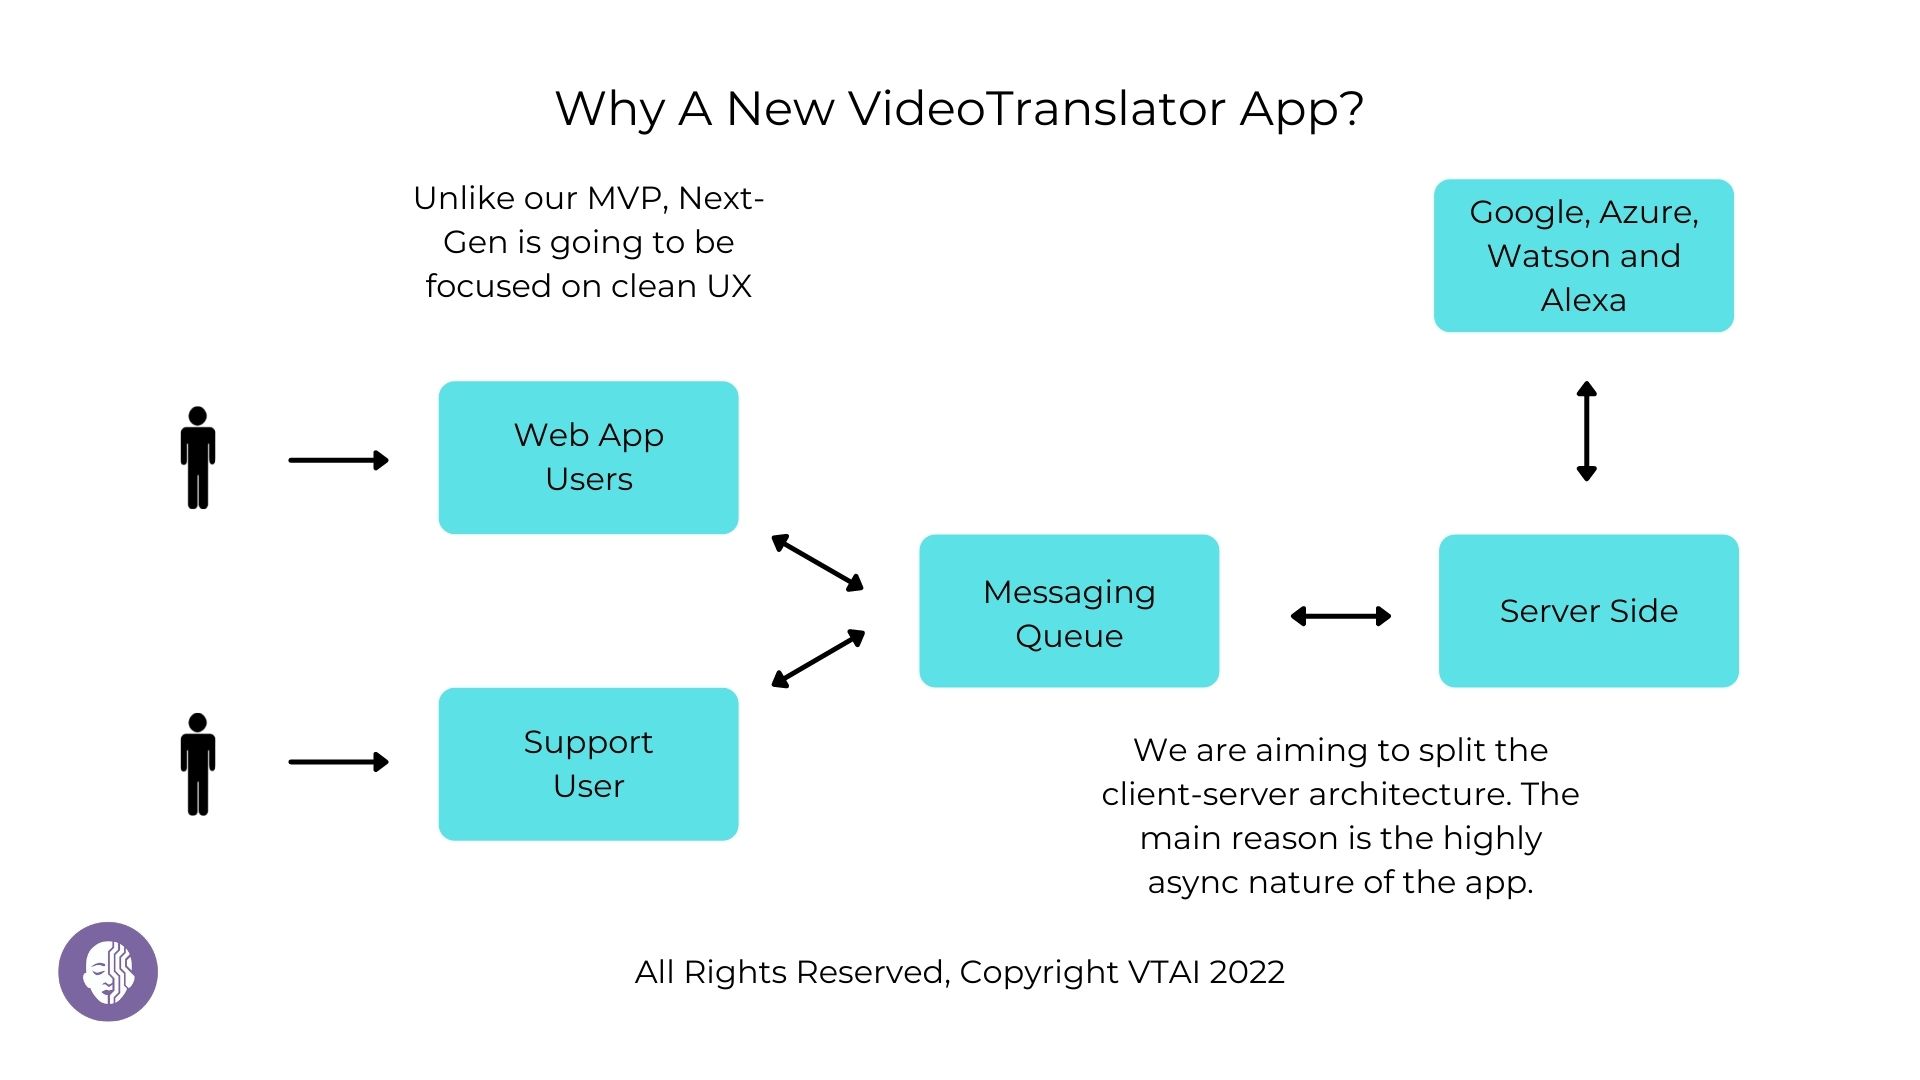 Why A New VideoTranslator App?
Unlike our MVP, Next-
Gen is going to be
focused on clean UX
Google, Azure,
Watson and
Alexa
Web App
Users
Messaging
Queue
Server Side
Support
User
We are aiming to split the
client-server architecture. The
main reason is the highly
async nature of the app.
All Rights Reserved, Copyright VTAI 2022